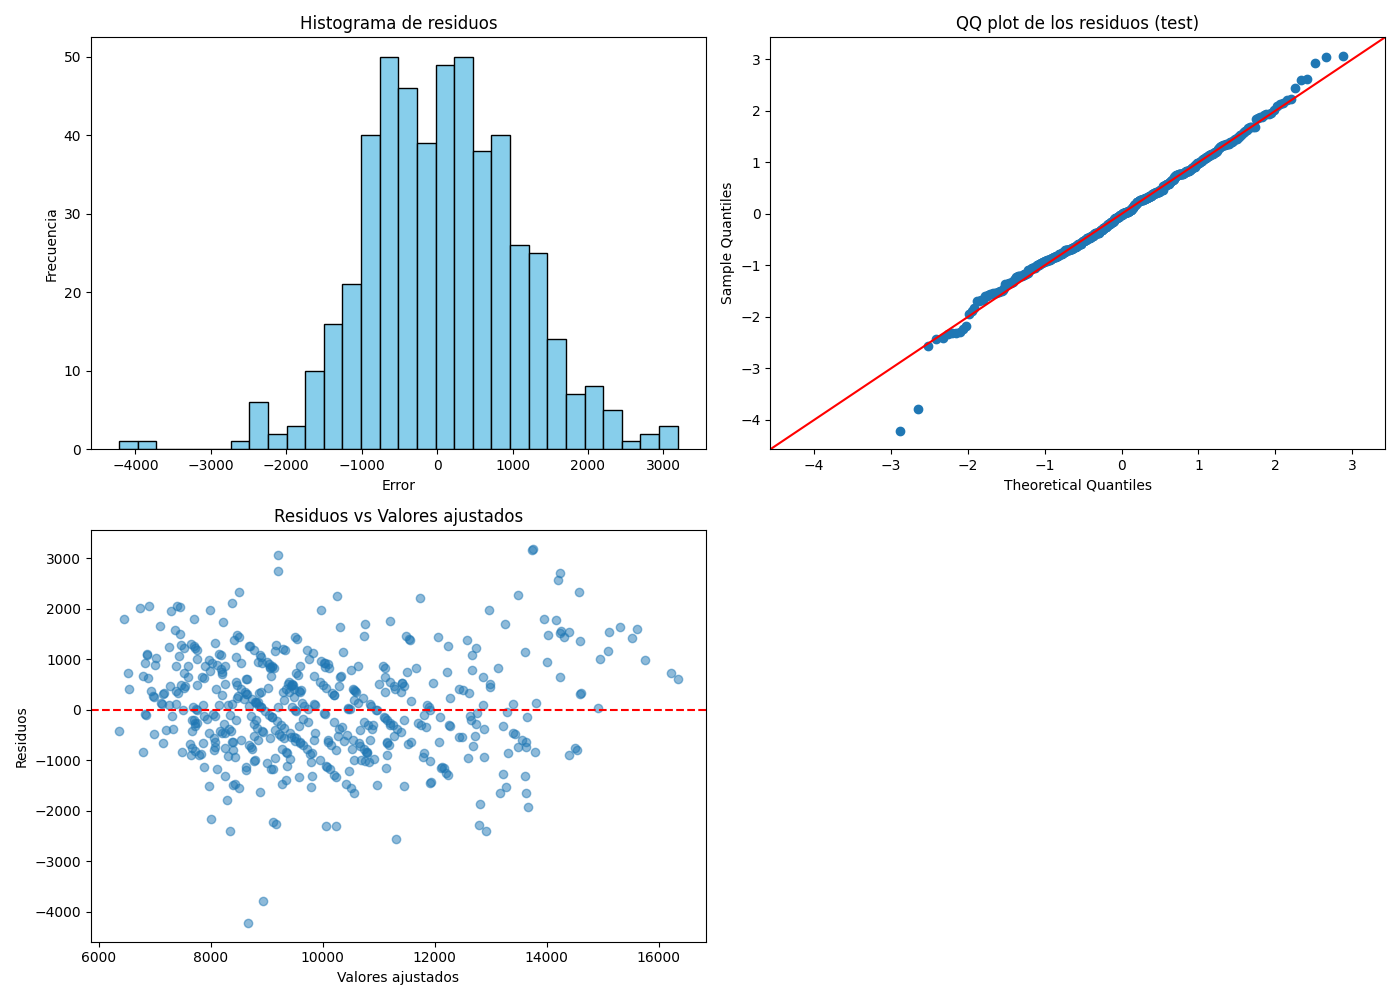 Histograma de residuos
50
40
30
20
10
0
Frecuencia
−4000 −3000 −2000 −1000 0 1000 2000 3000
Error
QQ plot de los residuos (test)
3
2
1
0
−1
−2
−3
−4
Sample Quantiles
−4 −3 −2 −1 0 1 2 3
Theoretical Quantiles
Residuos vs Valores ajustados
3000
2000
1000
0
−1000
−2000
−3000
−4000
Residuos
6000 8000 10000 12000 14000 16000
Valores ajustados